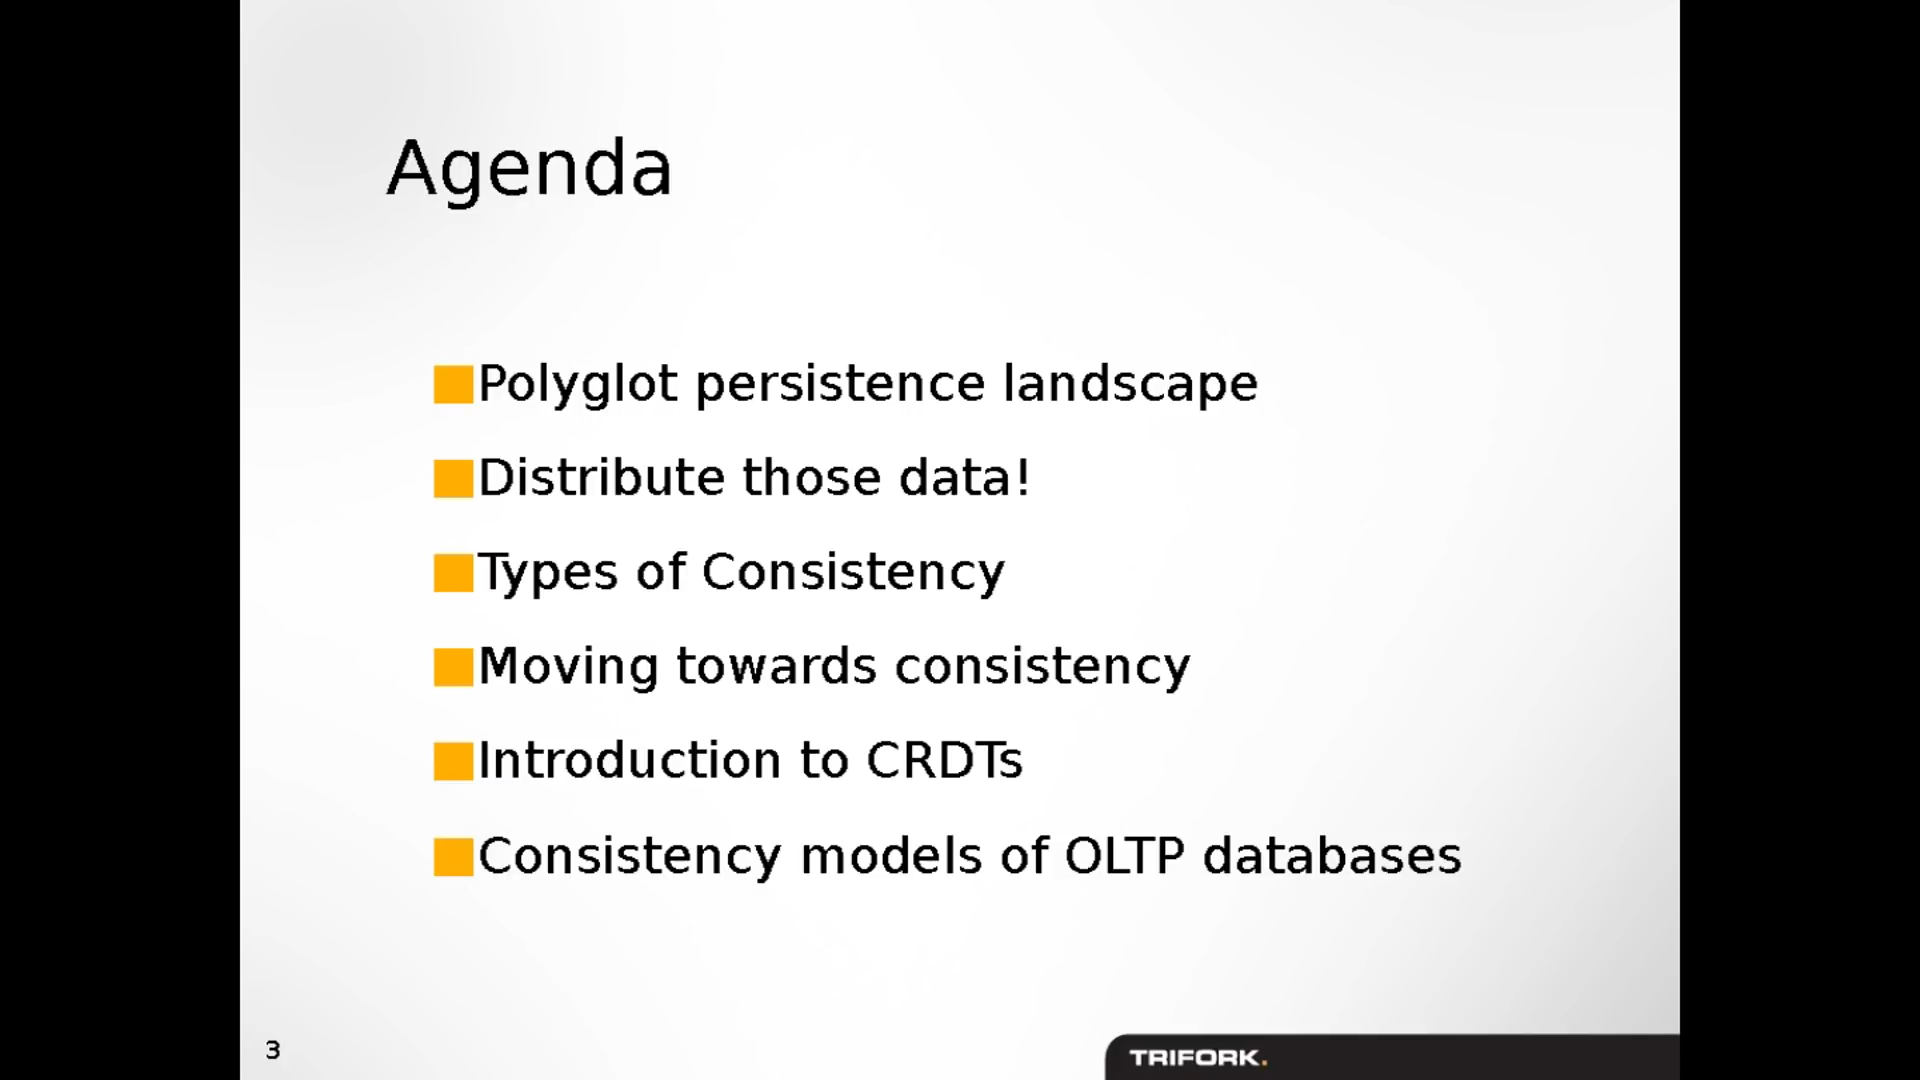 Agenda
Polyglot persistence landscape
Distribute those data!
Types of Consistency
Moving towards consistency
Introduction to CRDTs
Consistency models of OLTP databases
3
TRIFORK.